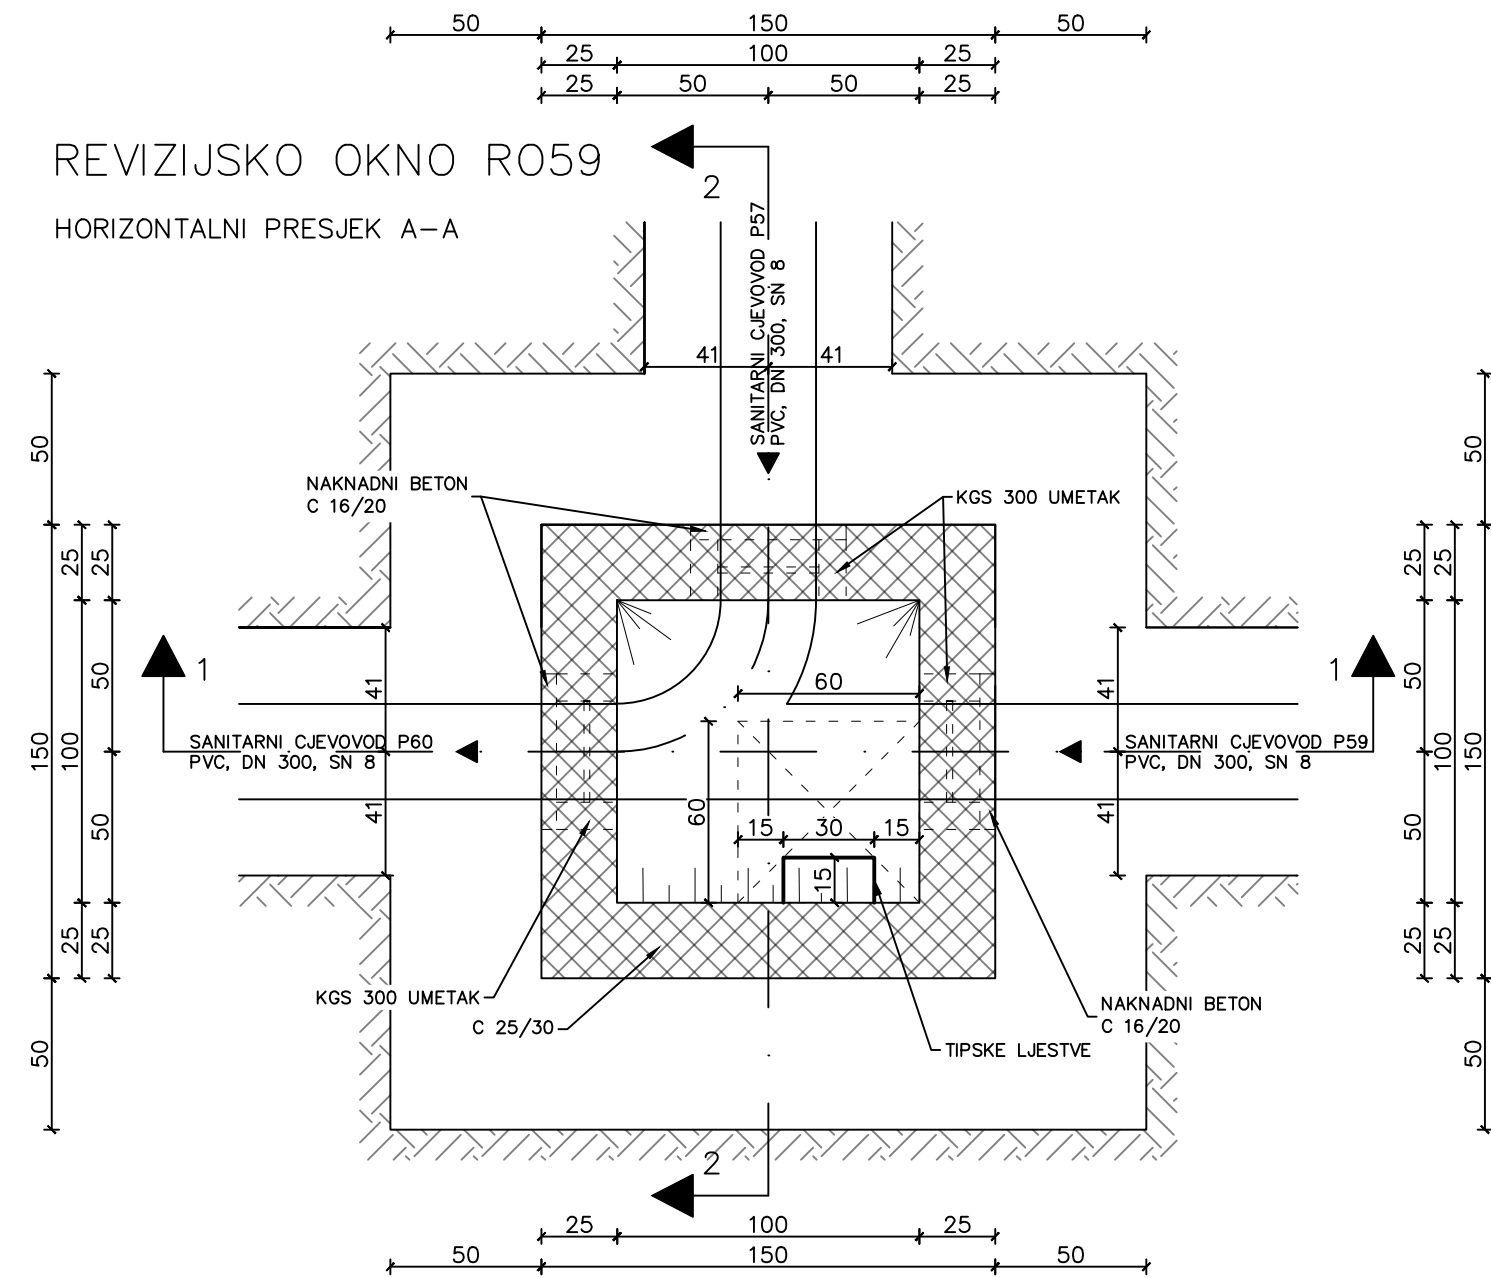 50 150 50
25 100 25
25 50 50 25
REVIZIJSKO OKNO RO59
HORIZONTALNI PRESJEK A-A
2
SANITARNI CJEVOVOD P57
PVC, DN 300, SN 8
41 41
NAKNADNI BETON
C 16/20
KGS 300 UMETAK
50
150
50
25
100
25
25
50
50
25
50
150
50
25
100
25
25
50
50
25
1
1
41
41
41
41
SANITARNI CJEVOVOD P60
PVC, DN 300, SN 8
SANITARNI CJEVOVOD P59
PVC, DN 300, SN 8
60
60
15 30 15
15
KGS 300 UMETAK
C 25/30
NAKNADNI BETON
C 16/20
TIPSKE LJESTVE
2
25 100 25
50 150 50